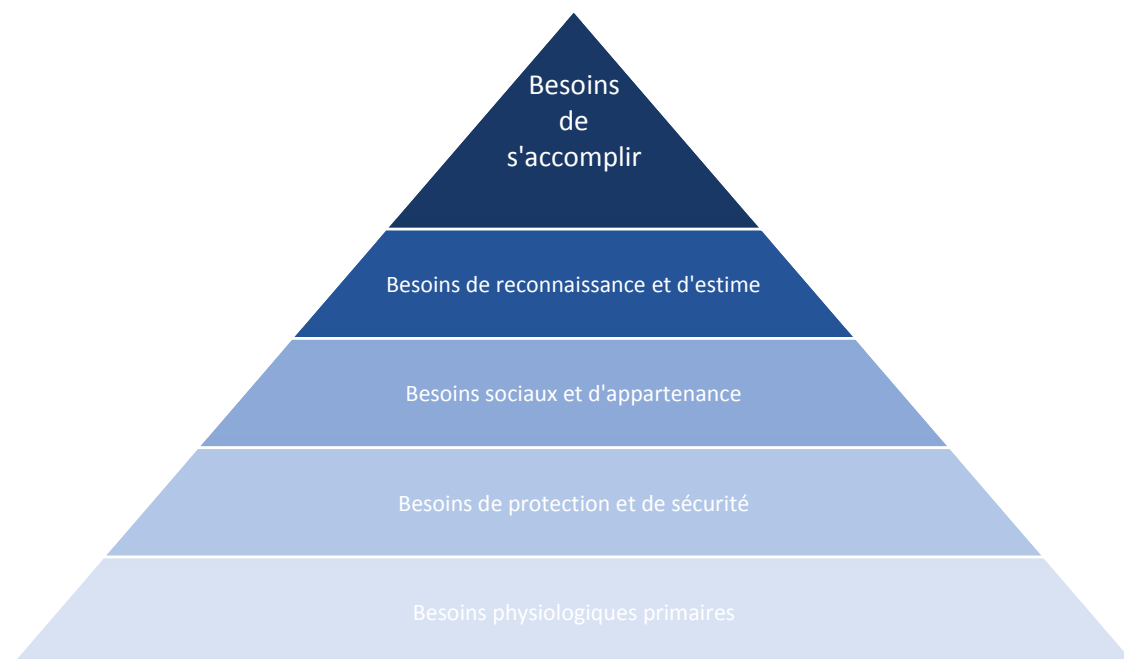 Besoins
de
s'accomplir
Besoins de reconnaissance et d'estime
Besoins sociaux et d'appartenance
Besoins de protection et de sécurité
Besoins physiologiques primaires